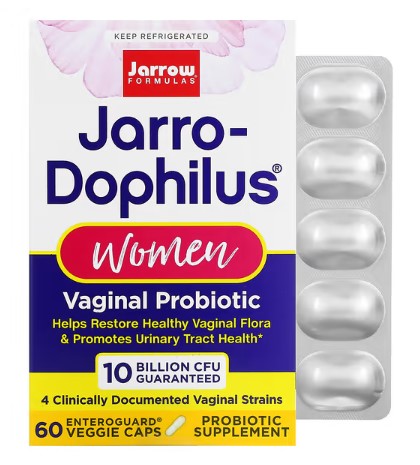 KEEP REFRIGERATED
Jarrow
FORMULAS
Jarro-
Dophilus®
Women
Vaginal Probiotic
Helps Restore Healthy Vaginal Flora
& Promotes Urinary Tract Health*
10 BILLION CFU
GUARANTEED
4 Clinically Documented Vaginal Strains
60 ENTEROGUARD®
VEGGIE CAPS
PROBIOTIC
SUPPLEMENT